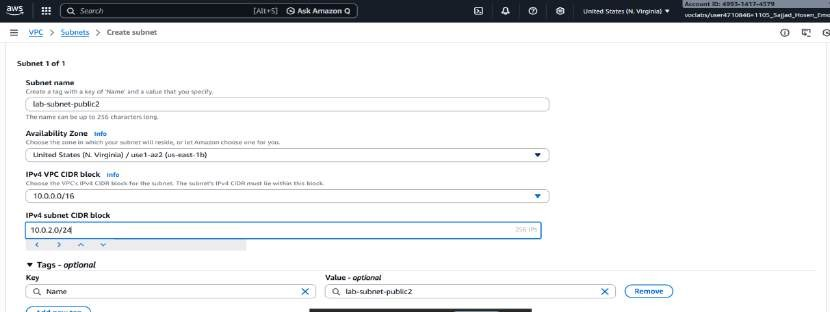 aws Search [Alt+S] Ask Amazon Q United States (N. Virginia)
Account ID: 4993-1417-4579
voclabs/user4710846=1105_Sajjad_Hosen_Emo
VPC > Subnets > Create subnet
Subnet 1 of 1
Subnet name
Create a tag with a key of 'Name' and a value that you specify.
lab-subnet-public2
The name can be up to 256 characters long.
Availability Zone Info
Choose the zone in which your subnet will reside, or let Amazon choose one for you.
United States (N. Virginia) / use1-az2 (us-east-1b)
IPv4 VPC CIDR block Info
Choose the VPC's IPv4 CIDR block for the subnet. The subnet's IPv4 CIDR must lie within this block.
10.0.0.0/16
IPv4 subnet CIDR block
10.0.2.0/24 256 IPs
Tags - optional
Key Value - optional
Name lab-subnet-public2 Remove
Add new tag